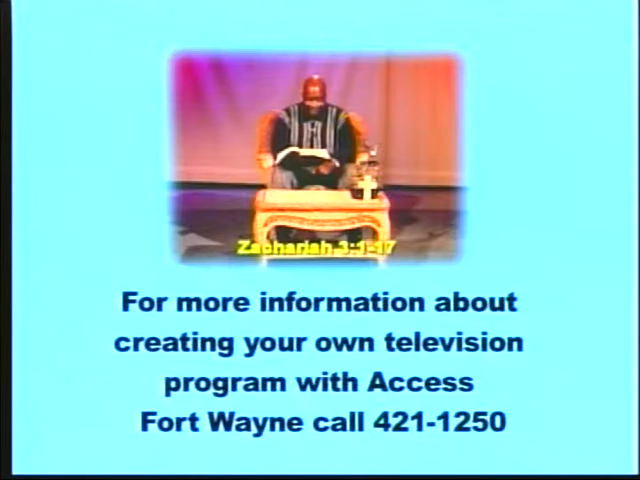 Zachariah 3:1-17
For more information about
creating your own television
program with Access
Fort Wayne call 421-1250